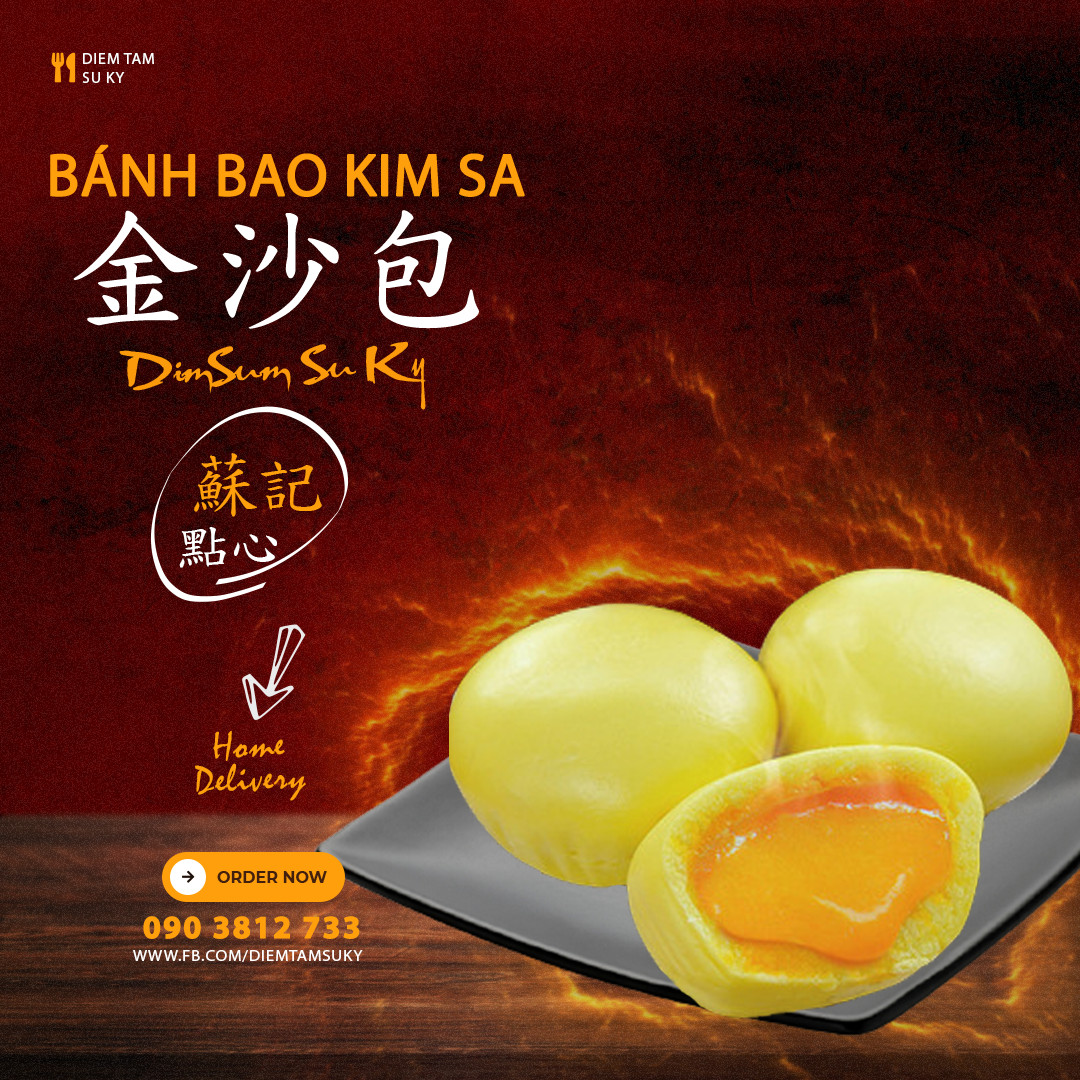 DIEM TAM
SU KY
BÁNH BAO KIM SA
金沙包
DimSum Su Ky
蘇記
點心
Home
Delivery
ORDER NOW
090 3812 733
WWW.FB.COM/DIEMTAMSUKY